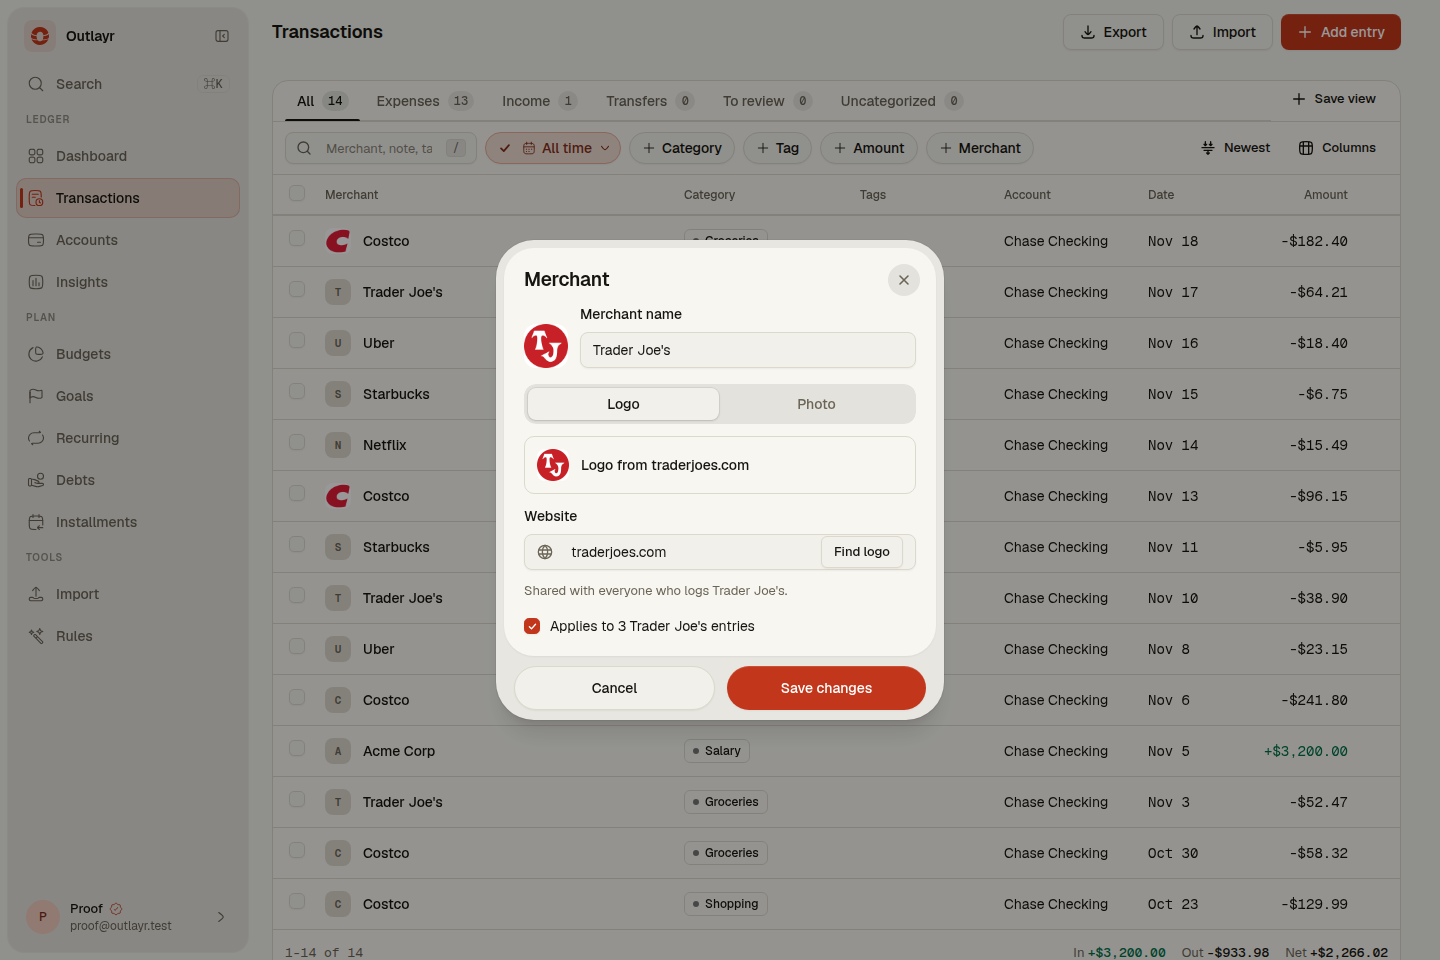 Outlayr
Search ⌘K
LEDGER
Dashboard
Transactions
Accounts
Insights
PLAN
Budgets
Goals
Recurring
Debts
Installments
TOOLS
Import
Rules
P
Proof
proof@outlayr.test
Transactions
Export
Import
Add entry
All 14 Expenses 13 Income 1 Transfers 0 To review 0 Uncategorized 0
Save view
Merchant, note, ta / All time Category Tag Amount Merchant
Newest Columns
Merchant Category Tags Account Date Amount
Costco Chase Checking Nov 18 -$182.40
T Trader Joe's Chase Checking Nov 17 -$64.21
U Uber Chase Checking Nov 16 -$18.40
S Starbucks Chase Checking Nov 15 -$6.75
N Netflix Chase Checking Nov 14 -$15.49
Costco Chase Checking Nov 13 -$96.15
S Starbucks Chase Checking Nov 11 -$5.95
T Trader Joe's Chase Checking Nov 10 -$38.90
U Uber Chase Checking Nov 8 -$23.15
C Costco Chase Checking Nov 6 -$241.80
A Acme Corp Salary Chase Checking Nov 5 +$3,200.00
T Trader Joe's Groceries Chase Checking Nov 3 -$52.47
C Costco Groceries Chase Checking Oct 30 -$58.32
C Costco Shopping Chase Checking Oct 23 -$129.99
1-14 of 14
In +$3,200.00 Out -$933.98 Net +$2,266.02
Merchant
Merchant name
TJ
Trader Joe's
Logo Photo
TJ
Logo from traderjoes.com
Website
traderjoes.com Find logo
Shared with everyone who logs Trader Joe's.
Applies to 3 Trader Joe's entries
Cancel Save changes